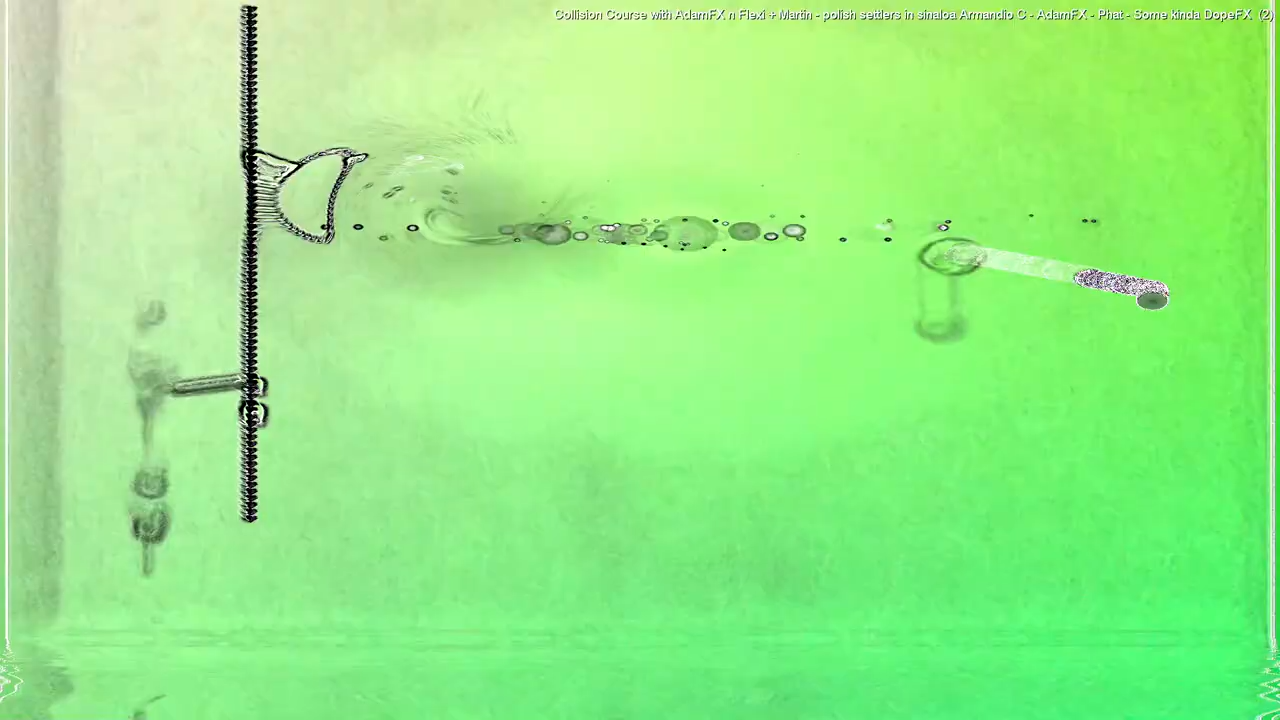 Collision Course with AdamFX n Flexi + Martin - polish settlers in sinaloa Armandio C - AdamFX - Phat - Some kinda DopeFX  (2)